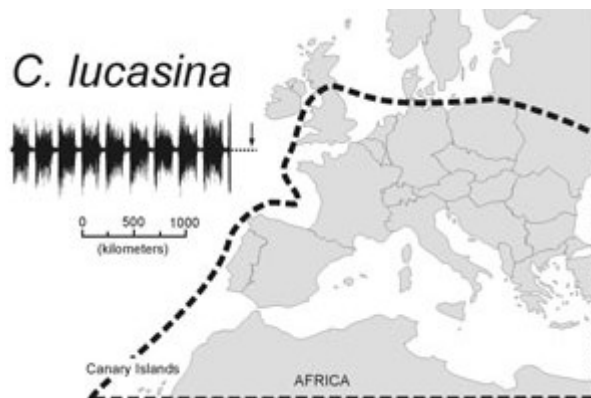 C. lucasina
0 500 1000
(kilometers)
Canary Islands
AFRICA